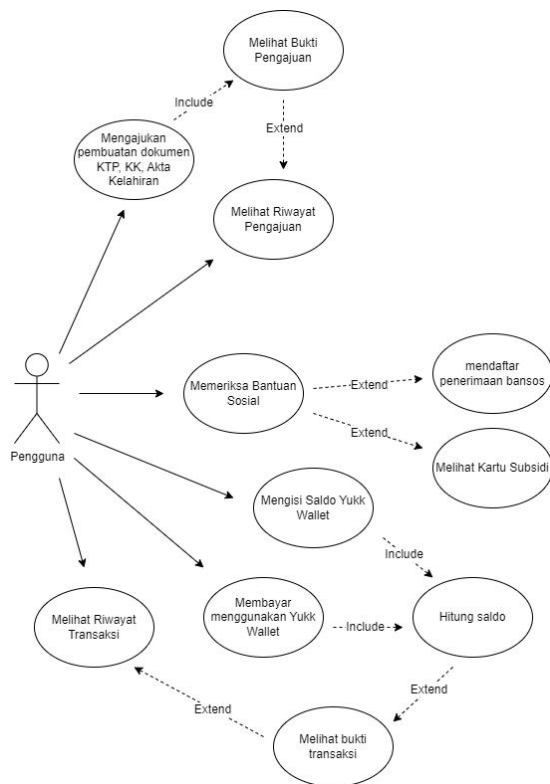 Melihat Bukti
Pengajuan
Include
Extend
Mengajukan
pembuatan dokumen
KTP, KK, Akta
Kelahiran
Melihat Riwayat
Pengajuan
Pengguna
Memeriksa Bantuan
Sosial
Extend
mendaftar
penerimaan bansos
Extend
Melihat Kartu Subsidi
Mengisi Saldo Yukk
Wallet
Include
Melihat Riwayat
Transaksi
Membayar
menggunakan Yukk
Wallet
Include
Hitung saldo
Extend
Extend
Melihat bukti
transaksi